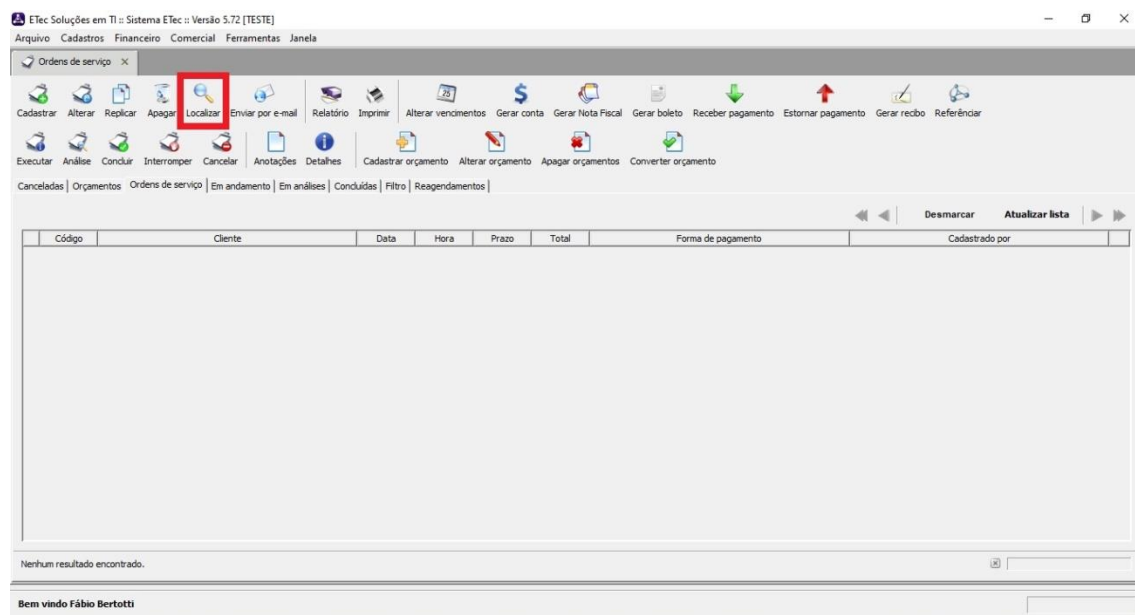 ETec Soluções em TI :: Sistema ETec :: Versão 5.72 [TESTE]
Arquivo Cadastros Financeiro Comercial Ferramentas Janela
Ordens de serviço
Cadastrar Alterar Replicar Apagar Localizar Enviar por e-mail Relatório Imprimir Alterar vencimentos Gerar conta Gerar Nota Fiscal Gerar boleto Receber pagamento Estornar pagamento Gerar recibo Referênciar
Executar Análise Concluir Interromper Cancelar Anotações Detalhes Cadastrar orçamento Alterar orçamento Apagar orçamentos Converter orçamento
Canceladas | Orçamentos Ordens de serviço | Em andamento | Em análises | Concluídas | Filtro | Reagendamentos |
Desmarcar Atualizar lista
Código Cliente Data Hora Prazo Total Forma de pagamento Cadastrado por
Nenhum resultado encontrado.
Bem vindo Fábio Bertotti